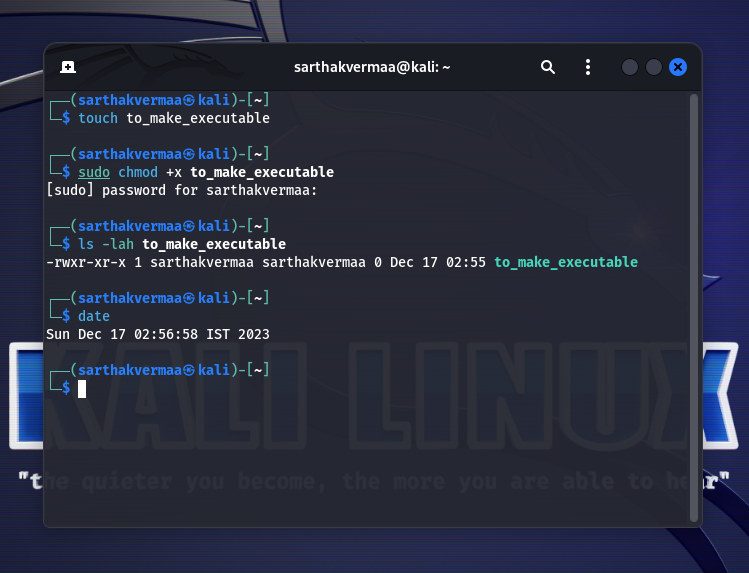 sarthakvermaa@kali: ~
┌──(sarthakvermaa㉿kali)-[~]
└─$ touch to_make_executable
┌──(sarthakvermaa㉿kali)-[~]
└─$ sudo chmod +x to_make_executable
[sudo] password for sarthakvermaa:
┌──(sarthakvermaa㉿kali)-[~]
└─$ ls -lah to_make_executable
-rwxr-xr-x 1 sarthakvermaa sarthakvermaa 0 Dec 17 02:55 to_make_executable
┌──(sarthakvermaa㉿kali)-[~]
└─$ date
Sun Dec 17 02:56:58 IST 2023
┌──(sarthakvermaa㉿kali)-[~]
└─$
KALI LINUX
"the quieter you become, the more you are able to hear"